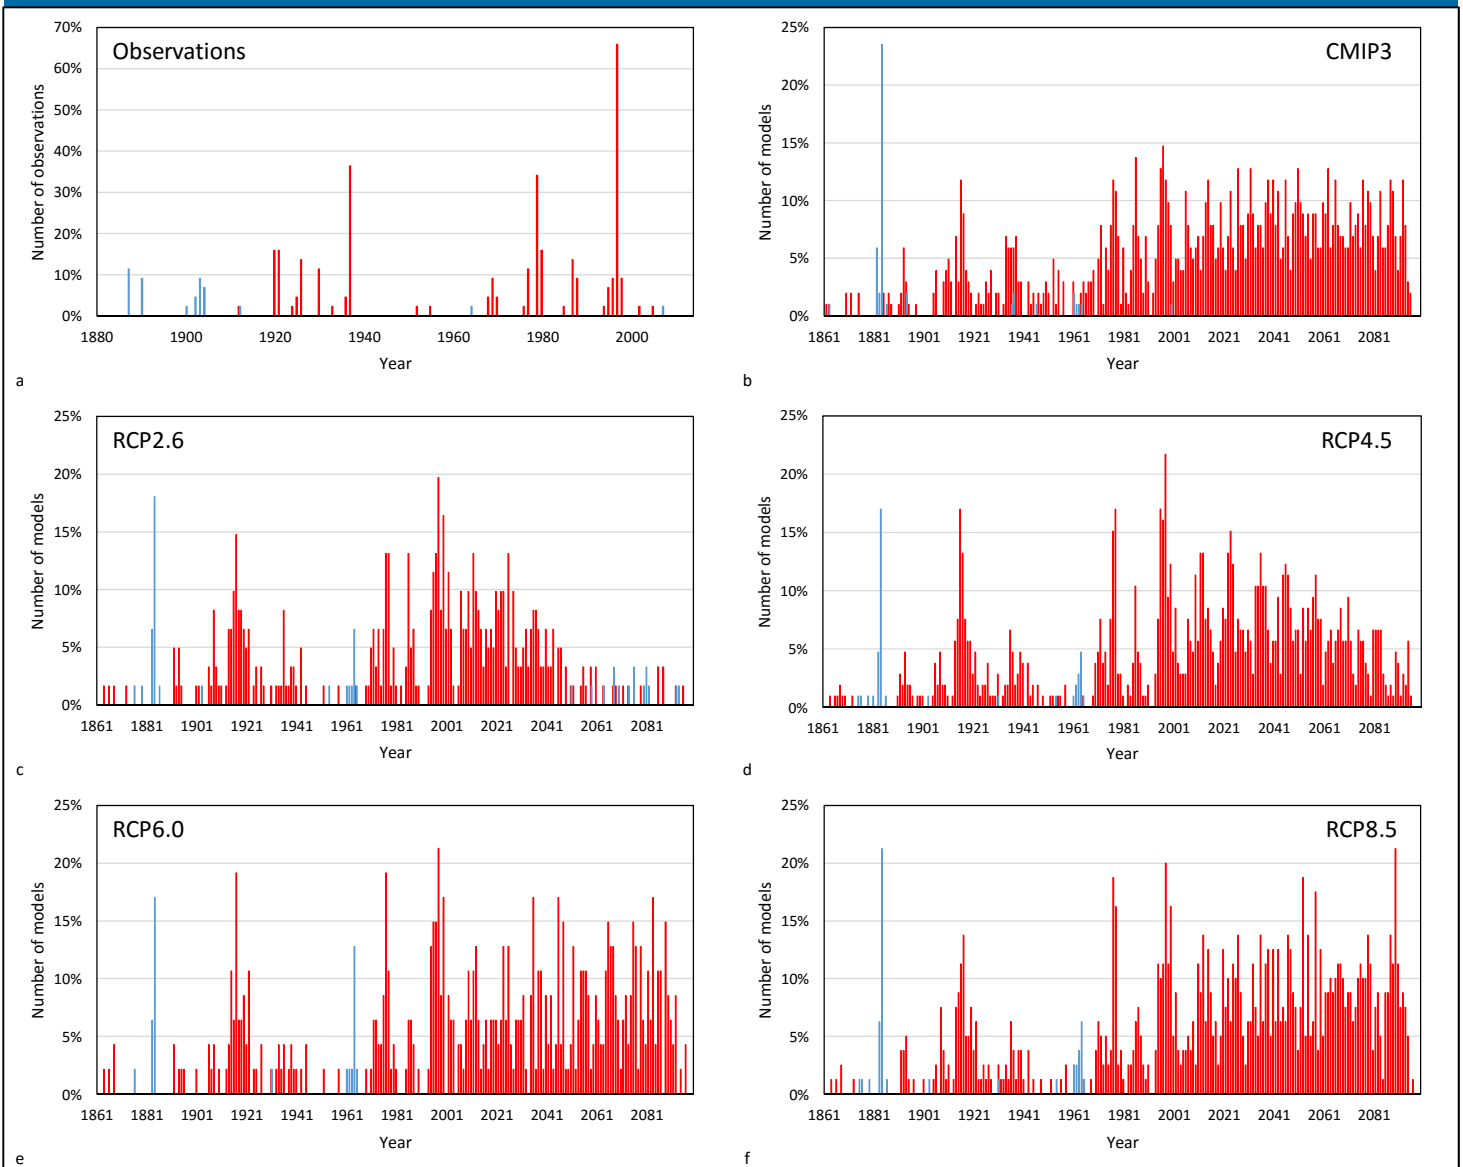 Observations
Number of observations
70%
60%
50%
40%
30%
20%
10%
0%
1880 1900 1920 1940 1960 1980 2000
Year
a
CMIP3
Number of models
25%
20%
15%
10%
5%
0%
1861 1881 1901 1921 1941 1961 1981 2001 2021 2041 2061 2081
Year
b
RCP2.6
Number of models
25%
20%
15%
10%
5%
0%
1861 1881 1901 1921 1941 1961 1981 2001 2021 2041 2061 2081
Year
c
RCP4.5
Number of models
25%
20%
15%
10%
5%
0%
1861 1881 1901 1921 1941 1961 1981 2001 2021 2041 2061 2081
Year
d
RCP6.0
Number of models
25%
20%
15%
10%
5%
0%
1861 1881 1901 1921 1941 1961 1981 2001 2021 2041 2061 2081
Year
e
RCP8.5
Number of models
25%
20%
15%
10%
5%
0%
1861 1881 1901 1921 1941 1961 1981 2001 2021 2041 2061 2081
Year
f